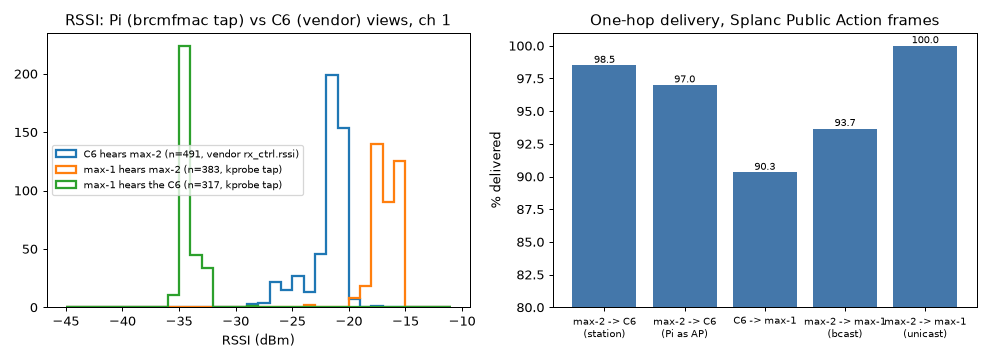 RSSI: Pi (brcmfmac tap) vs C6 (vendor) views, ch 1
200
150
100
50
0
C6 hears max-2 (n=491, vendor rx_ctrl.rssi)
max-1 hears max-2 (n=383, kprobe tap)
max-1 hears the C6 (n=317, kprobe tap)
−45 −40 −35 −30 −25 −20 −15 −10
RSSI (dBm)
One-hop delivery, Splanc Public Action frames
% delivered
100.0
97.5
95.0
92.5
90.0
87.5
85.0
82.5
80.0
98.5
97.0
90.3
93.7
100.0
max-2 -> C6
(station)
max-2 -> C6
(Pi as AP)
C6 -> max-1
max-2 -> max-1
(bcast)
max-2 -> max-1
(unicast)